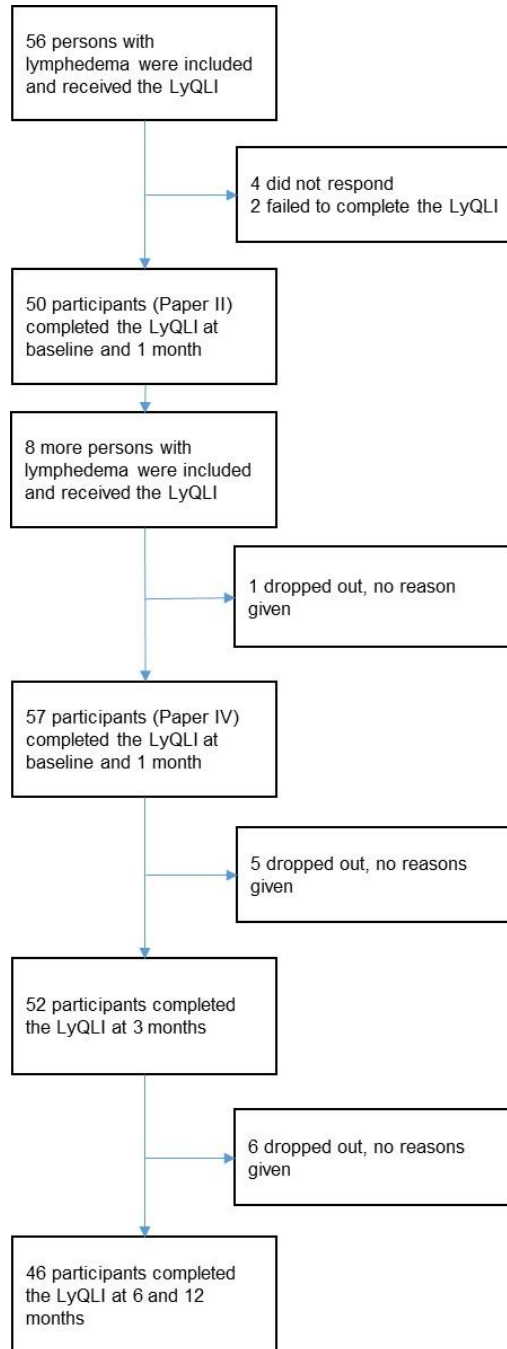 56 persons with
lymphedema were included
and received the LyQLI
4 did not respond
2 failed to complete the LyQLI
50 participants (Paper II)
completed the LyQLI at
baseline and 1 month
8 more persons with
lymphedema were included
and received the LyQLI
1 dropped out, no reason
given
57 participants (Paper IV)
completed the LyQLI at
baseline and 1 month
5 dropped out, no reasons
given
52 participants completed
the LyQLI at 3 months
6 dropped out, no reasons
given
46 participants completed
the LyQLI at 6 and 12
months